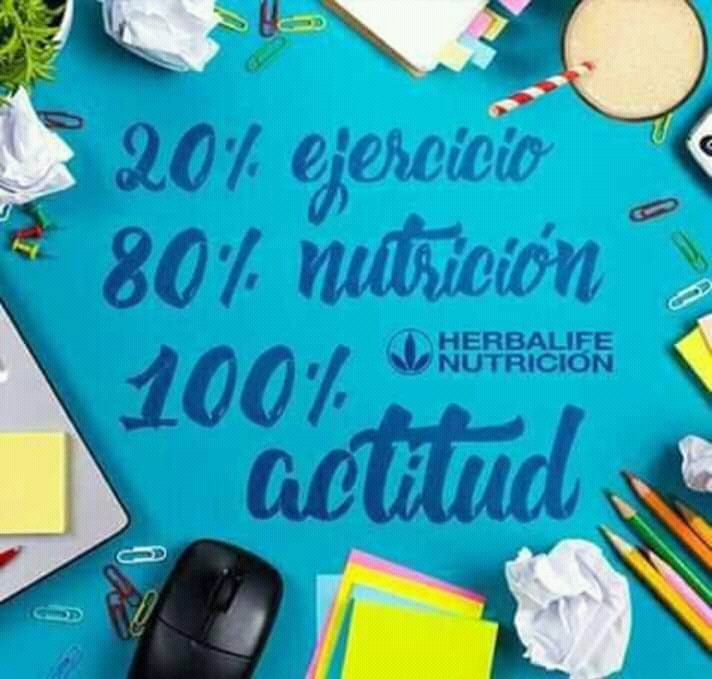 20% ejercicio
80% nutrición
HERBALIFE
NUTRICIÓN
100%
actitud